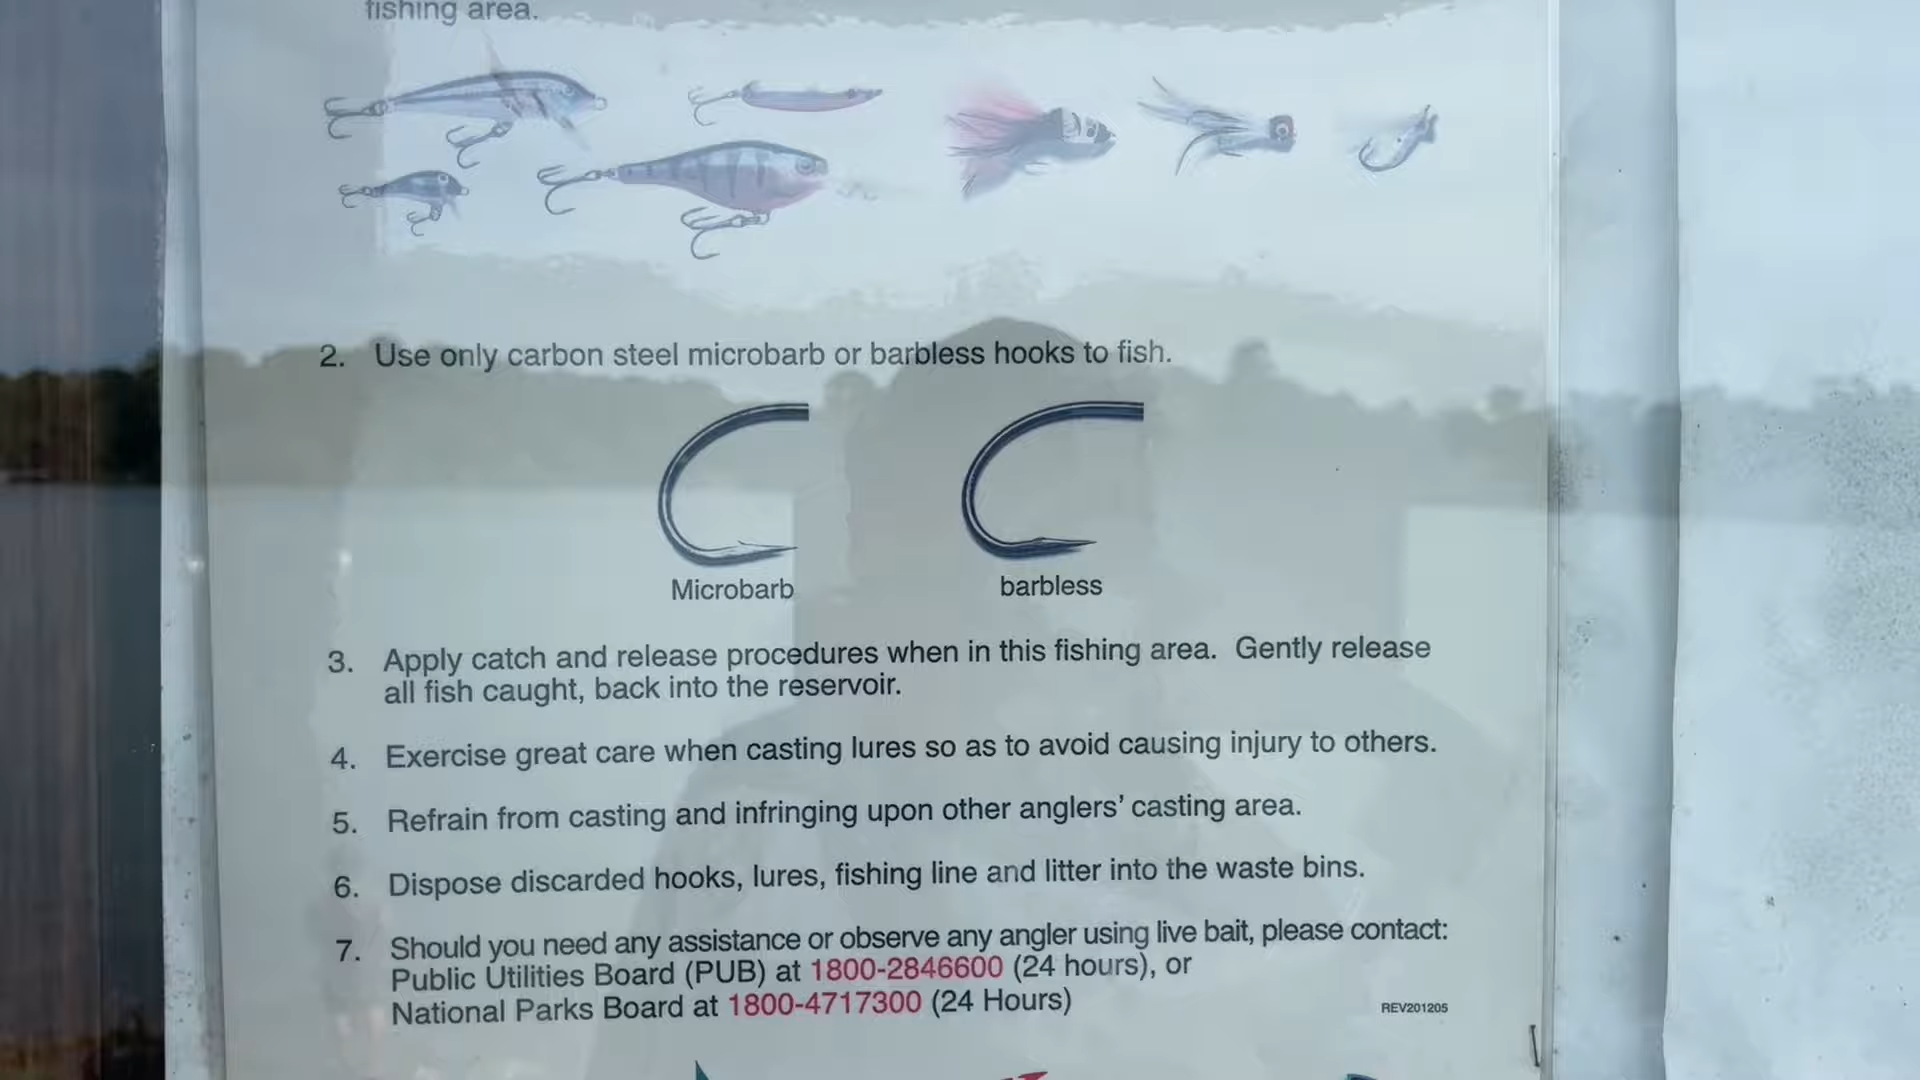 fishing area.
2. Use only carbon steel microbarb or barbless hooks to fish.
Microbarb
barbless
3. Apply catch and release procedures when in this fishing area. Gently release
all fish caught, back into the reservoir.
4. Exercise great care when casting lures so as to avoid causing injury to others.
5. Refrain from casting and infringing upon other anglers’ casting area.
6. Dispose discarded hooks, lures, fishing line and litter into the waste bins.
7. Should you need any assistance or observe any angler using live bait, please contact:
Public Utilities Board (PUB) at 1800-2846600 (24 hours), or
National Parks Board at 1800-4717300 (24 Hours)
REV201205